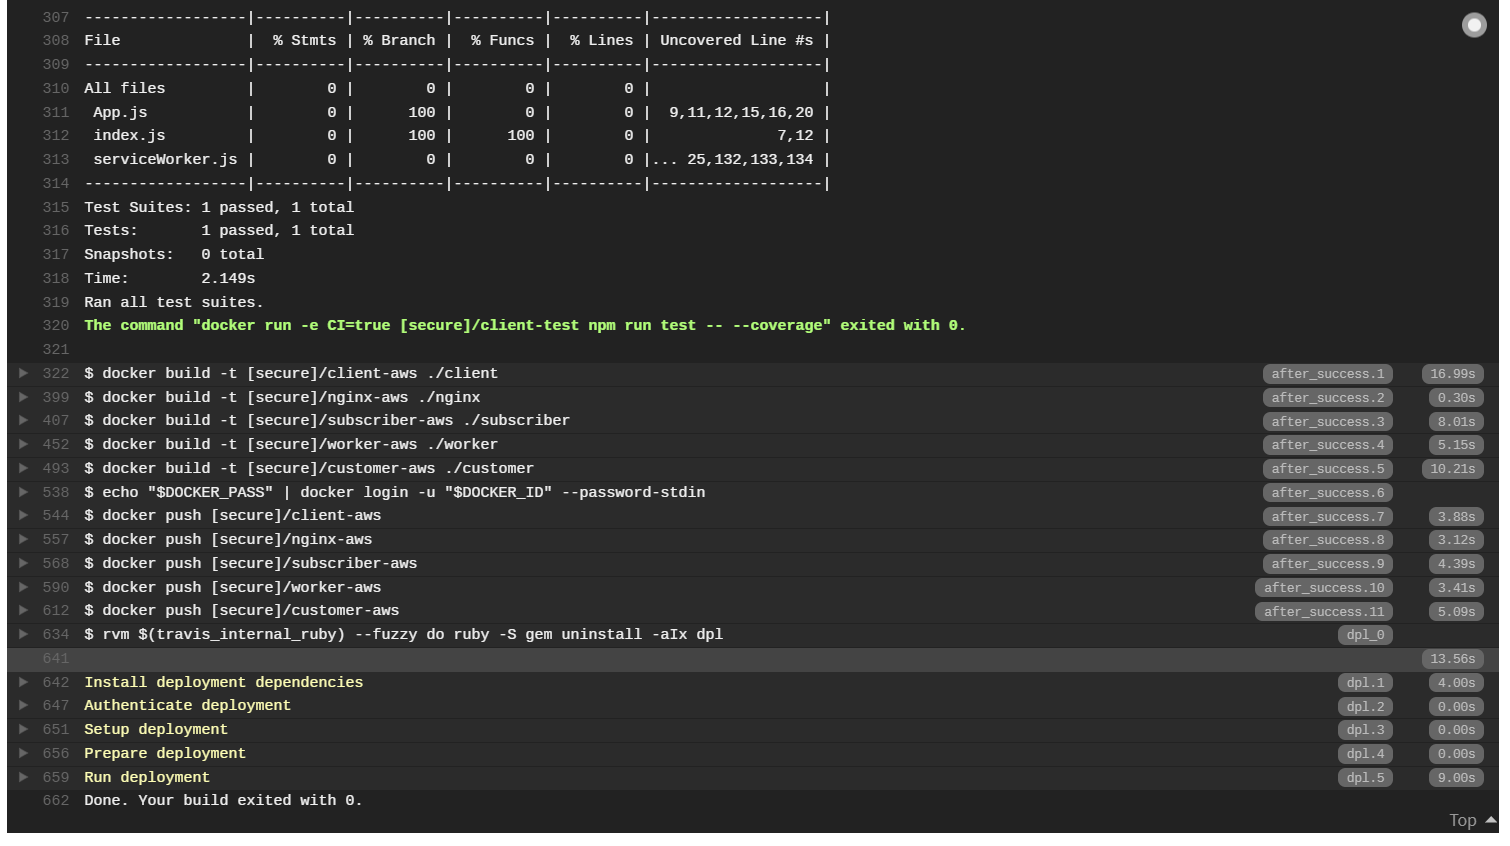 307 ------------------|----------|----------|----------|----------|-------------------|
308 File              |  % Stmts | % Branch |  % Funcs |  % Lines | Uncovered Line #s |
309 ------------------|----------|----------|----------|----------|-------------------|
310 All files         |        0 |        0 |        0 |        0 |                   |
311  App.js           |        0 |      100 |        0 |        0 |  9,11,12,15,16,20 |
312  index.js         |        0 |      100 |      100 |        0 |              7,12 |
313  serviceWorker.js |        0 |        0 |        0 |        0 |... 25,132,133,134 |
314 ------------------|----------|----------|----------|----------|-------------------|
315 Test Suites: 1 passed, 1 total
316 Tests:       1 passed, 1 total
317 Snapshots:   0 total
318 Time:        2.149s
319 Ran all test suites.
320 The command "docker run -e CI=true [secure]/client-test npm run test -- --coverage" exited with 0.
321
322 $ docker build -t [secure]/client-aws ./client after_success.1 16.99s
399 $ docker build -t [secure]/nginx-aws ./nginx after_success.2 0.30s
407 $ docker build -t [secure]/subscriber-aws ./subscriber after_success.3 8.01s
452 $ docker build -t [secure]/worker-aws ./worker after_success.4 5.15s
493 $ docker build -t [secure]/customer-aws ./customer after_success.5 10.21s
538 $ echo "$DOCKER_PASS" | docker login -u "$DOCKER_ID" --password-stdin after_success.6
544 $ docker push [secure]/client-aws after_success.7 3.88s
557 $ docker push [secure]/nginx-aws after_success.8 3.12s
568 $ docker push [secure]/subscriber-aws after_success.9 4.39s
590 $ docker push [secure]/worker-aws after_success.10 3.41s
612 $ docker push [secure]/customer-aws after_success.11 5.09s
634 $ rvm $(travis_internal_ruby) --fuzzy do ruby -S gem uninstall -aIx dpl dpl_0
641 13.56s
642 Install deployment dependencies dpl.1 4.00s
647 Authenticate deployment dpl.2 0.00s
651 Setup deployment dpl.3 0.00s
656 Prepare deployment dpl.4 0.00s
659 Run deployment dpl.5 9.00s
662 Done. Your build exited with 0.
Top